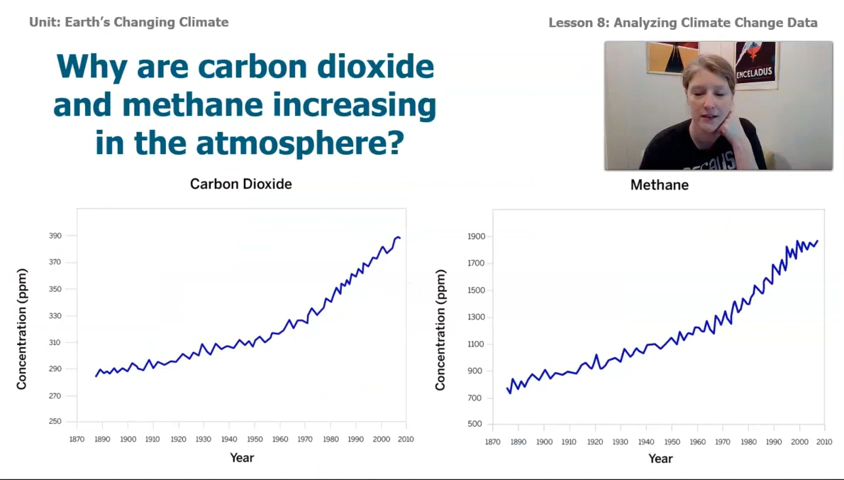 Unit: Earth's Changing Climate
Lesson 8: Analyzing Climate Change Data
Why are carbon dioxide
and methane increasing
in the atmosphere?
ENCELADUS
Carbon Dioxide
Concentration (ppm)
390
370
350
330
310
290
270
250
1870 1880 1900 1910 1920 1930 1940 1950 1960 1970 1980 1990 2000 2010
Year
Methane
Concentration (ppm)
1900
1700
1500
1300
1100
900
700
500
1870 1890 1900 1910 1920 1930 1940 1950 1960 1970 1980 1990 2000 2010
Year